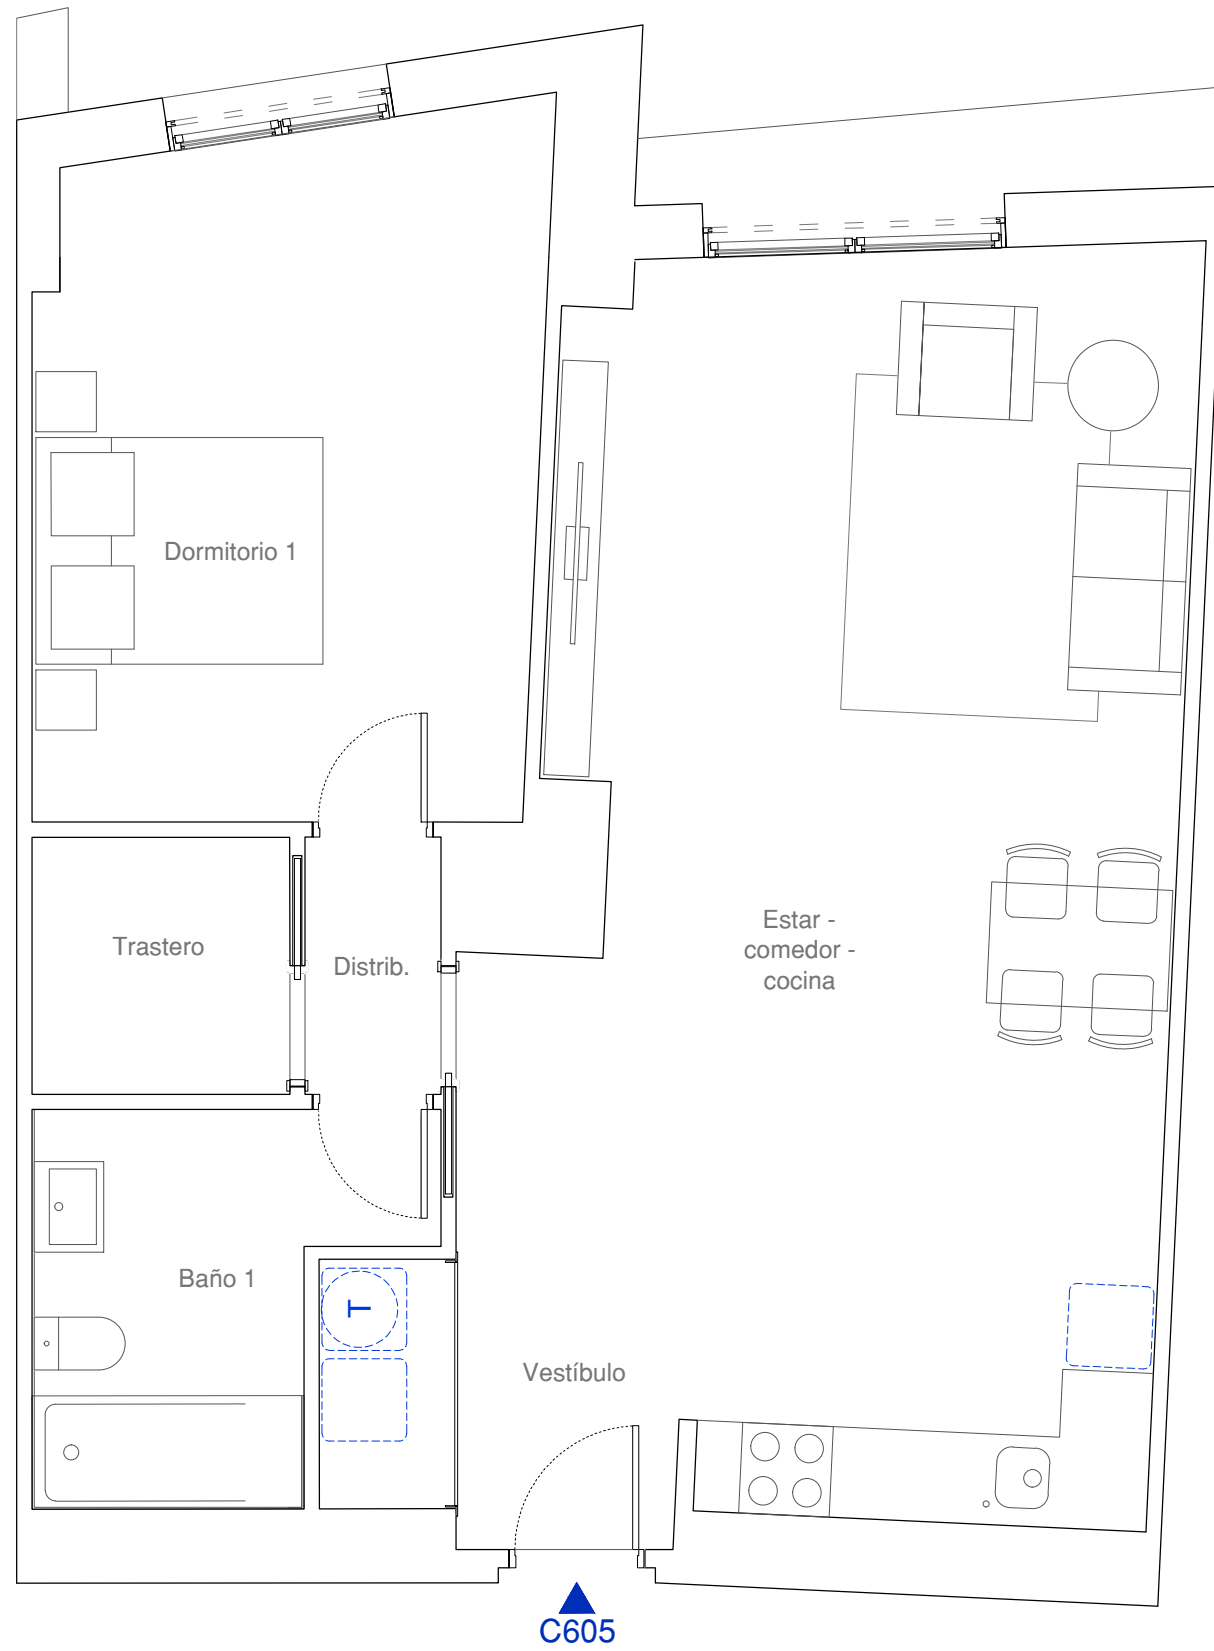 Dormitorio 1
Estar -
comedor -
cocina
Trastero
Distrib.
Baño 1
T
Vestíbulo
C605